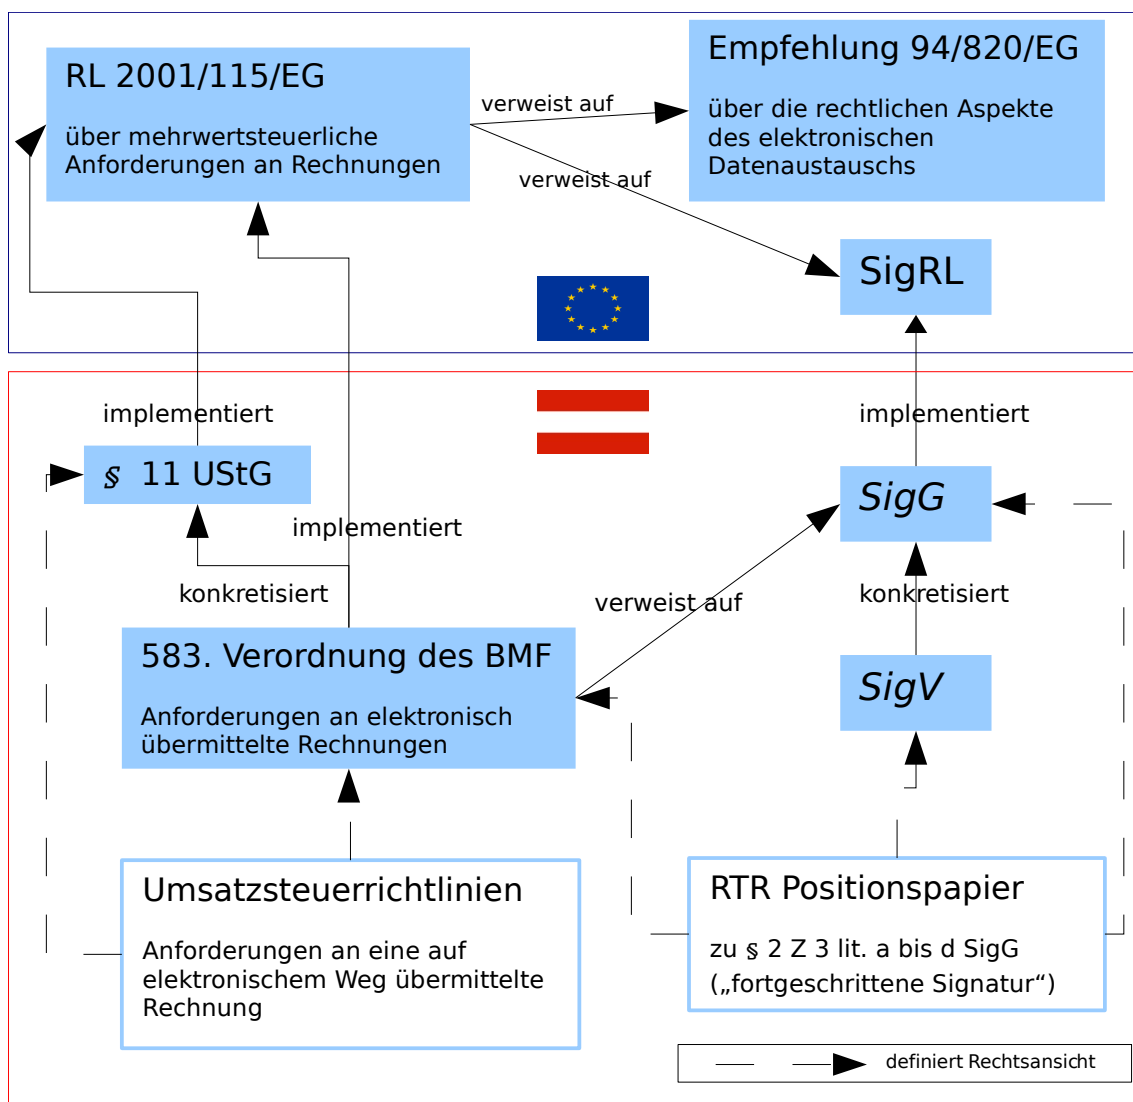 RL 2001/115/EG
über mehrwertsteuerliche
Anforderungen an Rechnungen
verweist auf
verweist auf
Empfehlung 94/820/EG
über die rechtlichen Aspekte
des elektronischen
Datenaustauschs
SigRL
implementiert
implementiert
§ 11 UStG
SigG
implementiert
konkretisiert
verweist auf
konkretisiert
583. Verordnung des BMF
Anforderungen an elektronisch
übermittelte Rechnungen
SigV
Umsatzsteuerrichtlinien
Anforderungen an eine auf
elektronischem Weg übermittelte
Rechnung
RTR Positionspapier
zu § 2 Z 3 lit. a bis d SigG
(„fortgeschrittene Signatur“)
definiert Rechtsansicht